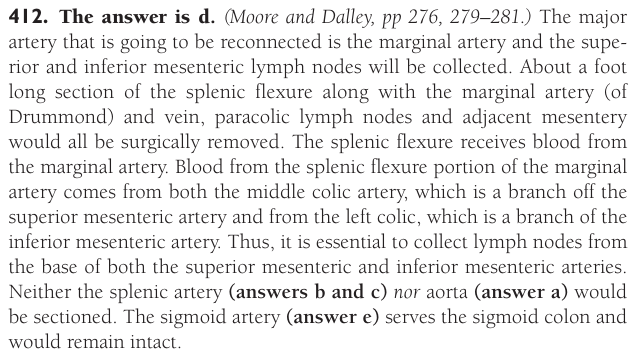 412. The answer is d. (Moore and Dalley, pp 276, 279–281.) The major
artery that is going to be reconnected is the marginal artery and the supe-
rior and inferior mesenteric lymph nodes will be collected. About a foot
long section of the splenic flexure along with the marginal artery (of
Drummond) and vein, paracolic lymph nodes and adjacent mesentery
would all be surgically removed. The splenic flexure receives blood from
the marginal artery. Blood from the splenic flexure portion of the marginal
artery comes from both the middle colic artery, which is a branch off the
superior mesenteric artery and from the left colic, which is a branch of the
inferior mesenteric artery. Thus, it is essential to collect lymph nodes from
the base of both the superior mesenteric and inferior mesenteric arteries.
Neither the splenic artery (answers b and c) nor aorta (answer a) would
be sectioned. The sigmoid artery (answer e) serves the sigmoid colon and
would remain intact.